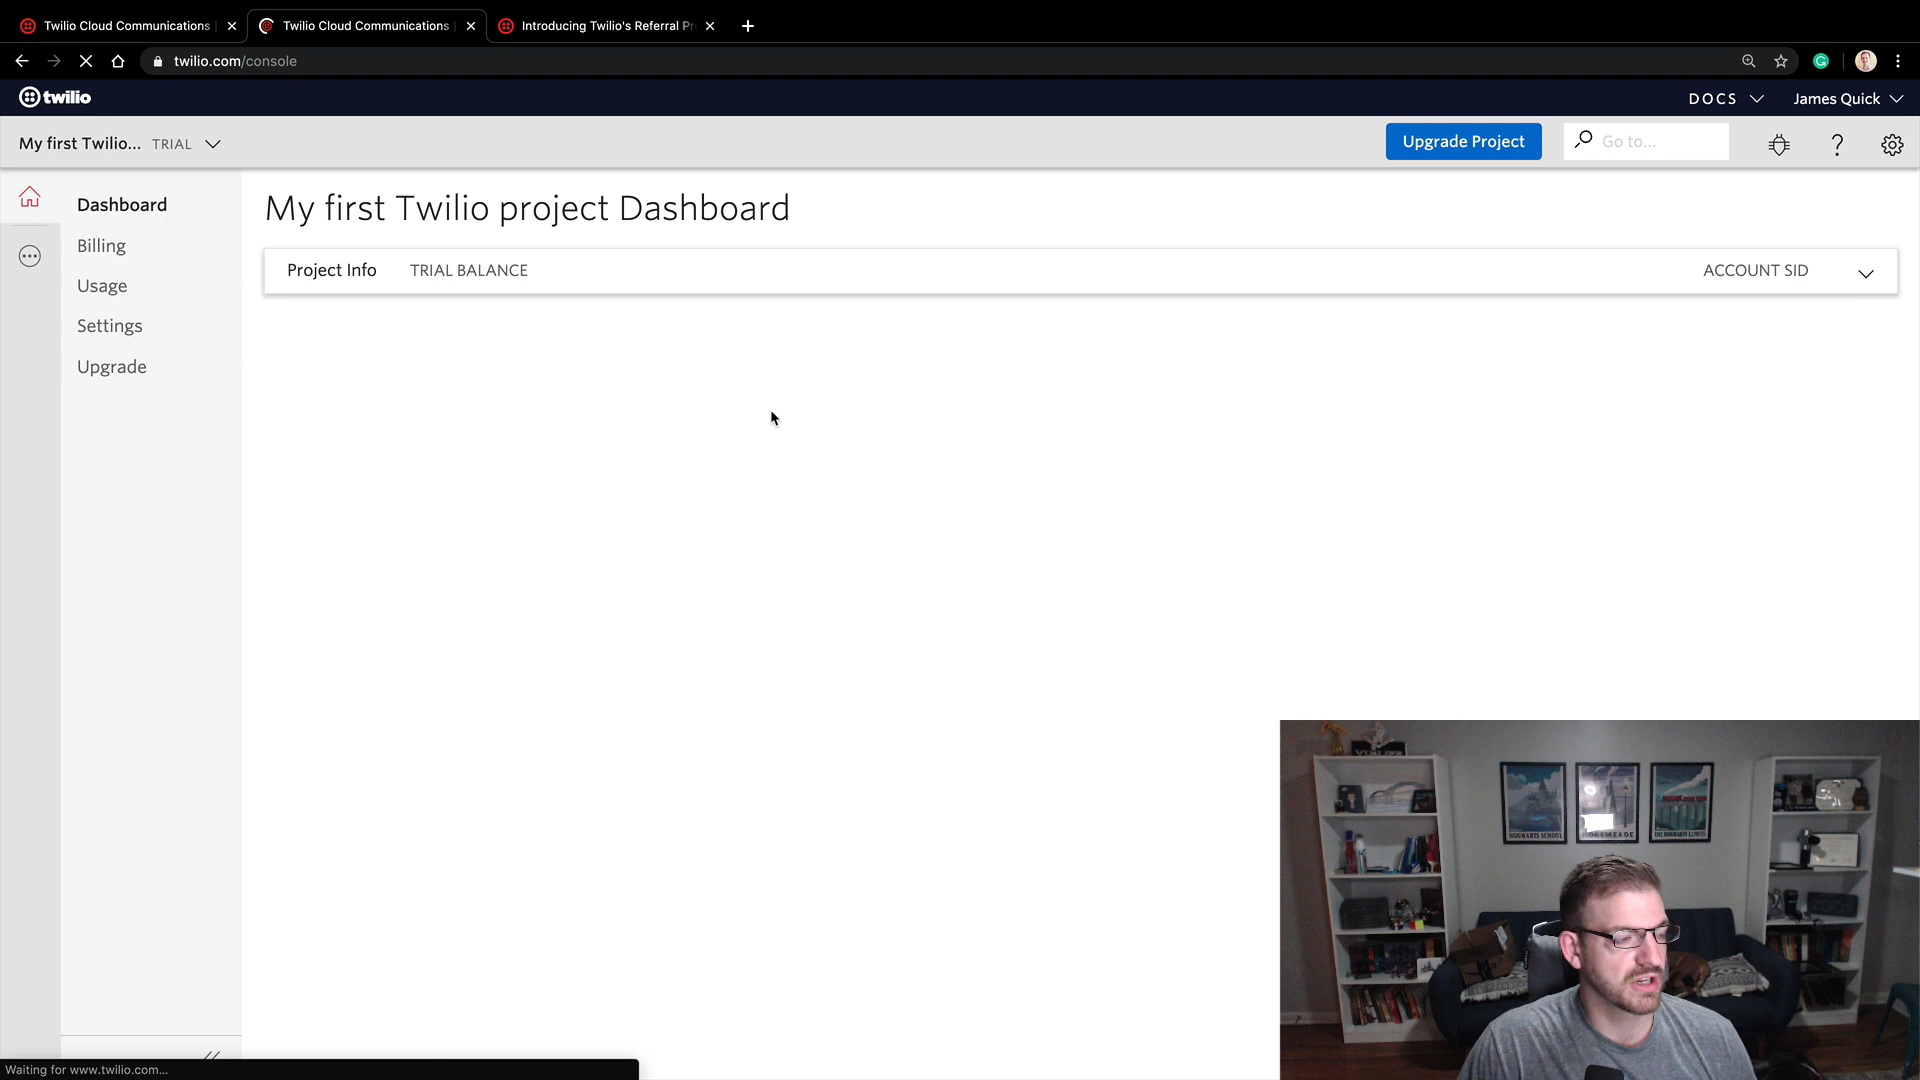 Twilio Cloud Communications
Twilio Cloud Communications
Introducing Twilio's Referral Pr
twilio.com/console
twilio
DOCS
James Quick
My first Twilio...
TRIAL
Upgrade Project
Go to...
Dashboard
Billing
Usage
Settings
Upgrade
My first Twilio project Dashboard
Project Info
TRIAL BALANCE
ACCOUNT SID
HOGWARTS SCHOOL
Waiting for www.twilio.com...